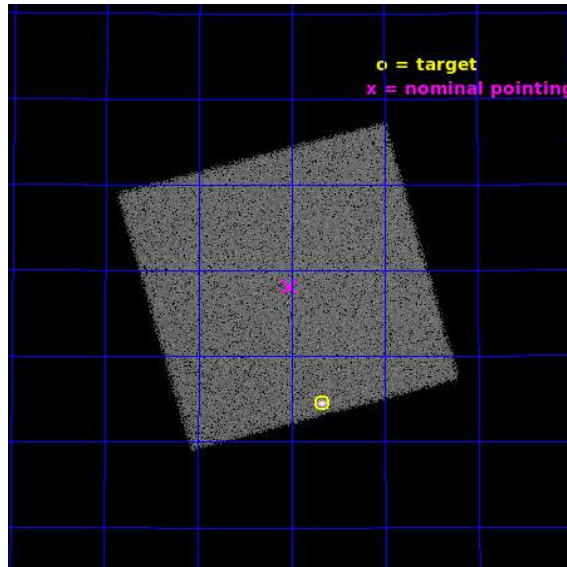 o = target
x = nominal pointing